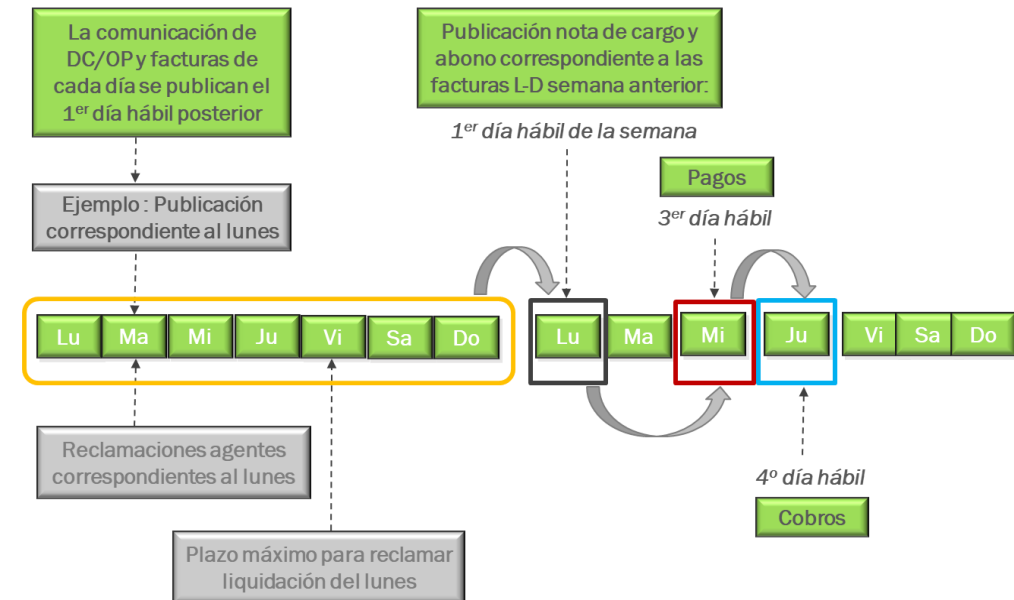 La comunicación de
DC/OP y facturas de
cada día se publican el
1er día hábil posterior
Publicación nota de cargo y
abono correspondiente a las
facturas L-D semana anterior:
1er día hábil de la semana
Pagos
3er día hábil
Ejemplo : Publicación
correspondiente al lunes
Lu Ma Mi Ju Vi Sa Do Lu Ma Mi Ju Vi Sa Do
Reclamaciones agentes
correspondientes al lunes
4º día hábil
Cobros
Plazo máximo para reclamar
liquidación del lunes